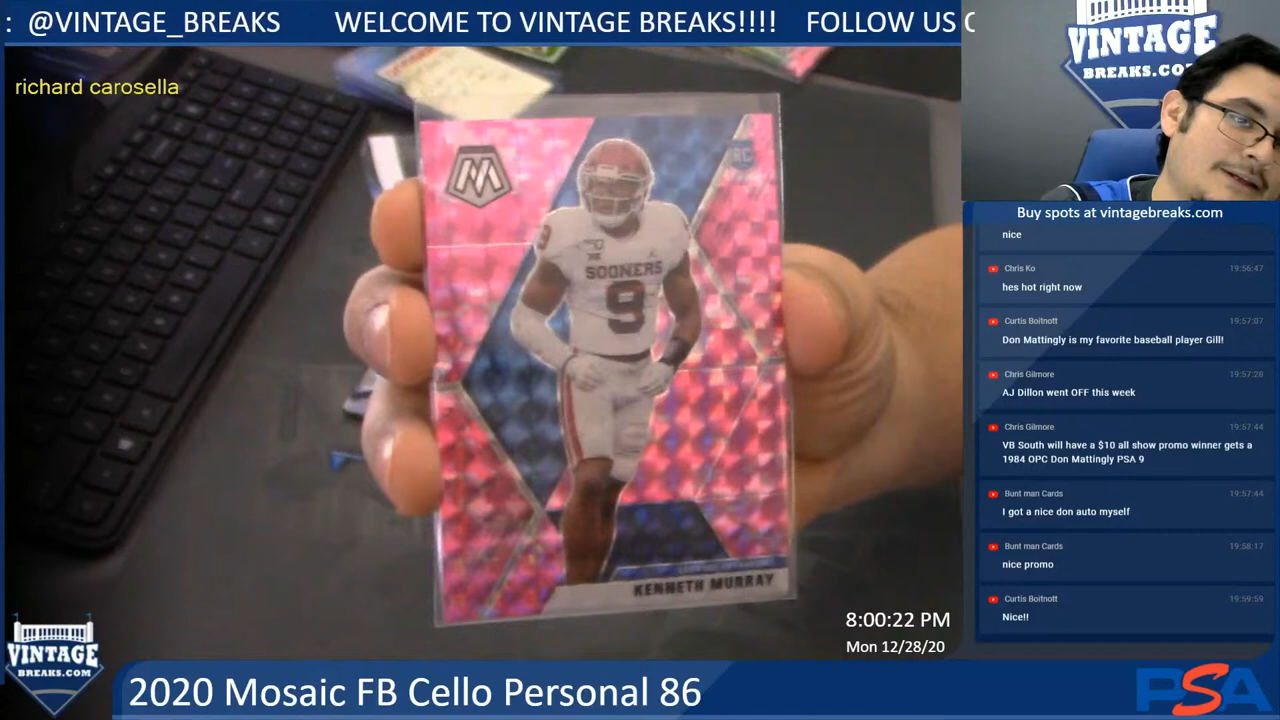 : @VINTAGE_BREAKS WELCOME TO VINTAGE BREAKS!!!! FOLLOW US
richard carosella
VINTAGE
BREAKS.CO
M
RC
9
SOONERS
9
KENNETH MURRAY
Buy spots at vintagebreaks.com
nice
Chris Ko 19:56:47
hes hot right now
Curtis Boitnott 19:57:07
Don Mattingly is my favorite baseball player Gill!
Chris Gilmore 19:57:28
AJ Dillon went OFF this week
Chris Gilmore 19:57:44
VB South will have a $10 all show promo winner gets a
1984 OPC Don Mattingly PSA 9
Bunt man Cards 19:57:44
I got a nice don auto myself
Bunt man Cards 19:58:17
nice promo
Curtis Boitnott 19:59:59
Nice!!
8:00:22 PM
Mon 12/28/20
VINTAGE
BREAKS.COM
2020 Mosaic FB Cello Personal 86
PSA